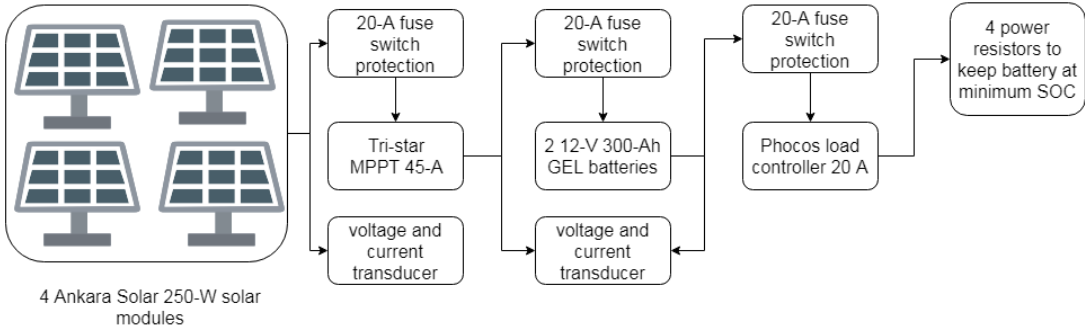 20-A fuse
switch
protection
Tri-star
MPPT 45-A
voltage and
current
transducer
20-A fuse
switch
protection
2 12-V 300-Ah
GEL batteries
voltage and
current
transducer
20-A fuse
switch
protection
Phocos load
controller 20 A
4 power
resistors to
keep battery at
minimum SOC
4 Ankara Solar 250-W solar
modules